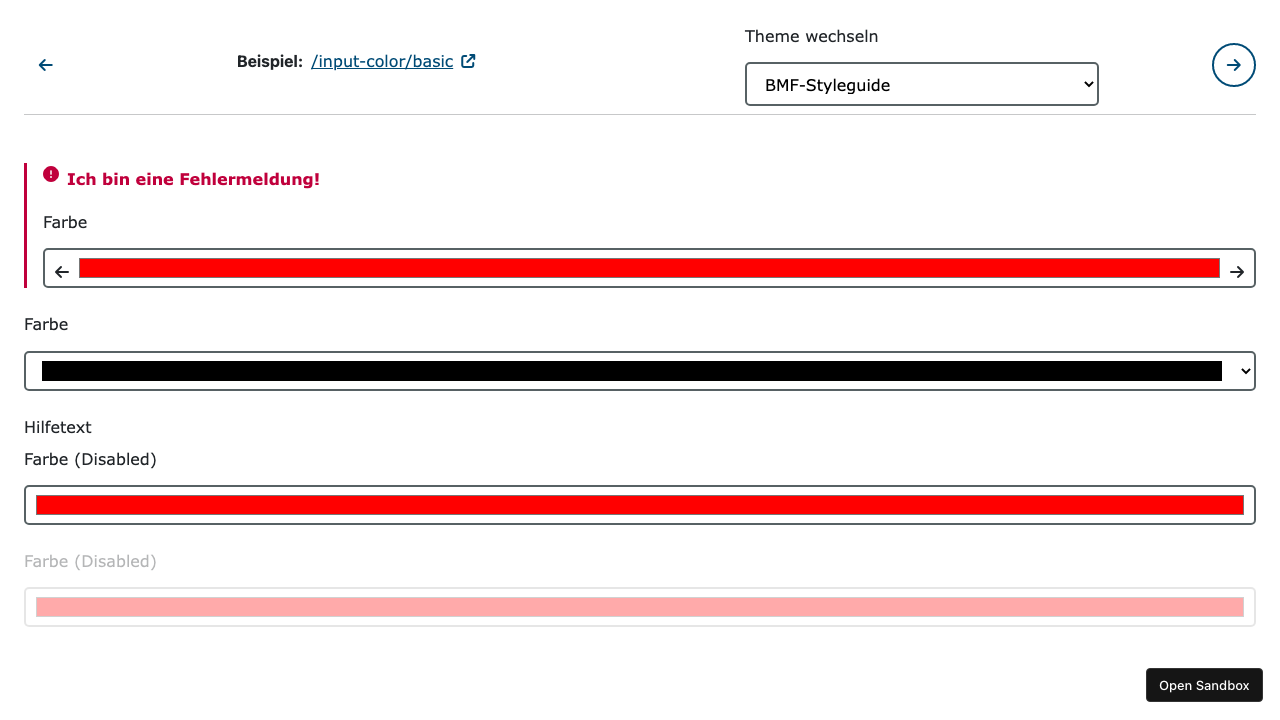 Theme wechseln
Beispiel: /input-color/basic
BMF-Styleguide
Ich bin eine Fehlermeldung!
Farbe
Farbe
Hilfetext
Farbe (Disabled)
Farbe (Disabled)
Open Sandbox